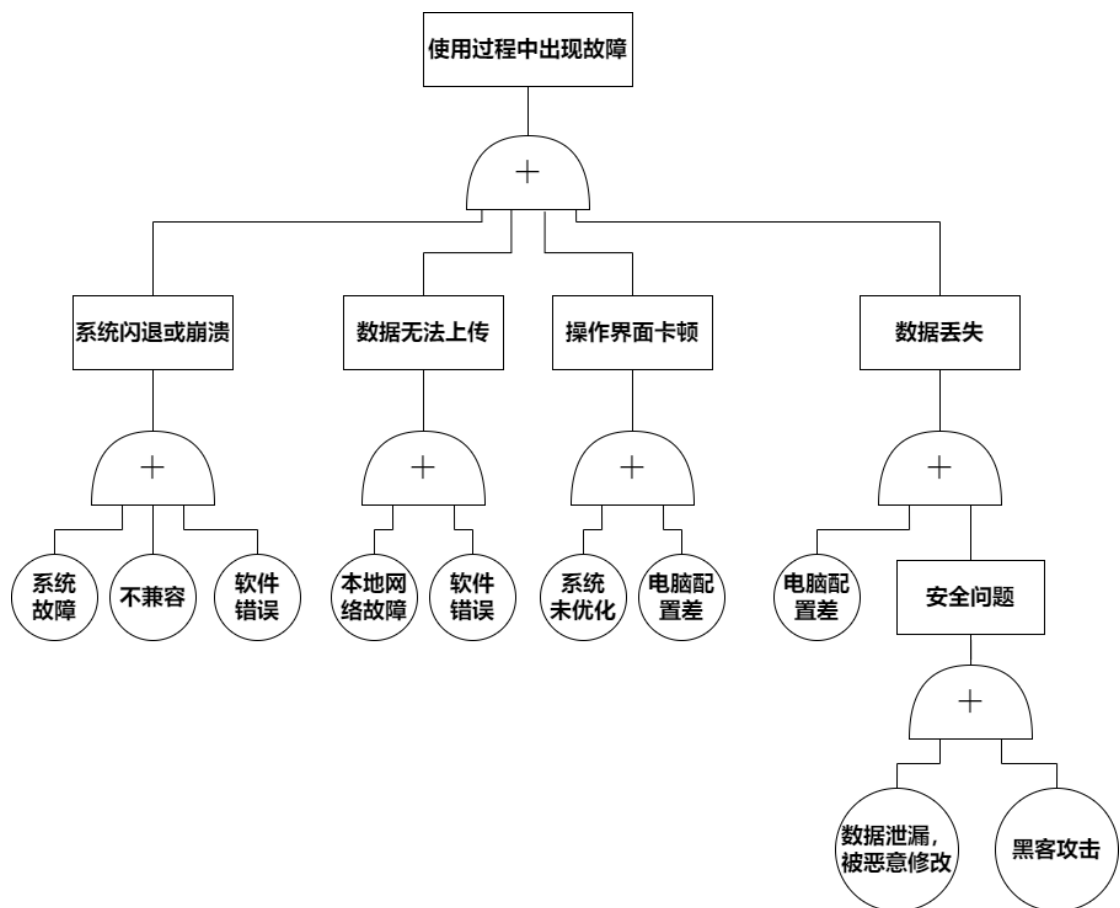 使用过程中出现故障
+
系统闪退或崩溃
数据无法上传
操作界面卡顿
数据丢失
+
+
+
+
系统
故障
不兼容
软件
错误
本地网
络故障
软件
错误
系统
未优化
电脑配
置差
电脑配
置差
安全问题
+
数据泄漏，
被恶意修改
黑客攻击